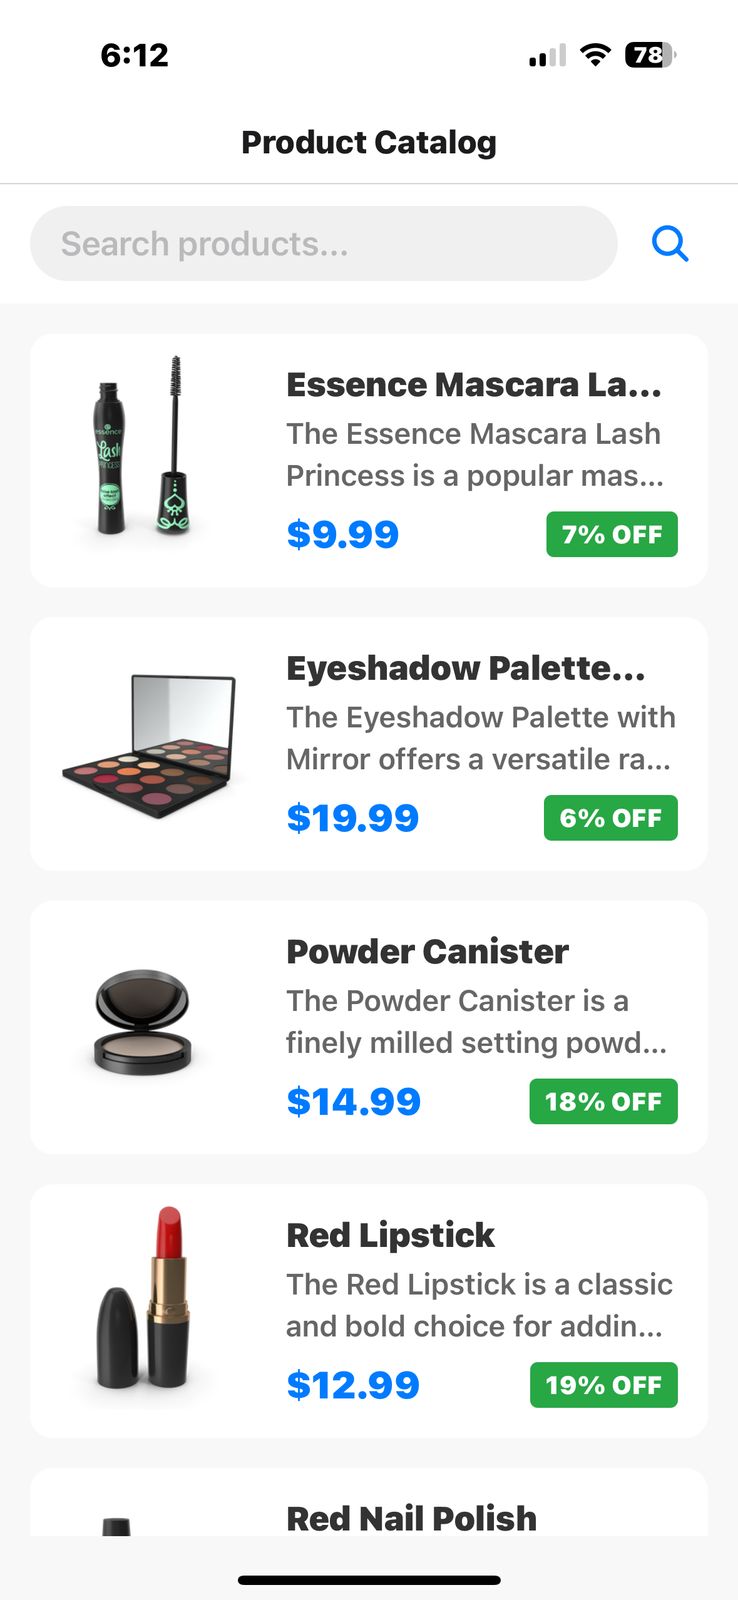 6:12
78
Product Catalog
Search products...
essence
Lash
PRINCESS
Essence Mascara La...
The Essence Mascara Lash
Princess is a popular mas...
$9.99
7% OFF
Eyeshadow Palette...
The Eyeshadow Palette with
Mirror offers a versatile ra...
$19.99
6% OFF
Powder Canister
The Powder Canister is a
finely milled setting powd...
$14.99
18% OFF
Red Lipstick
The Red Lipstick is a classic
and bold choice for addin...
$12.99
19% OFF
Red Nail Polish